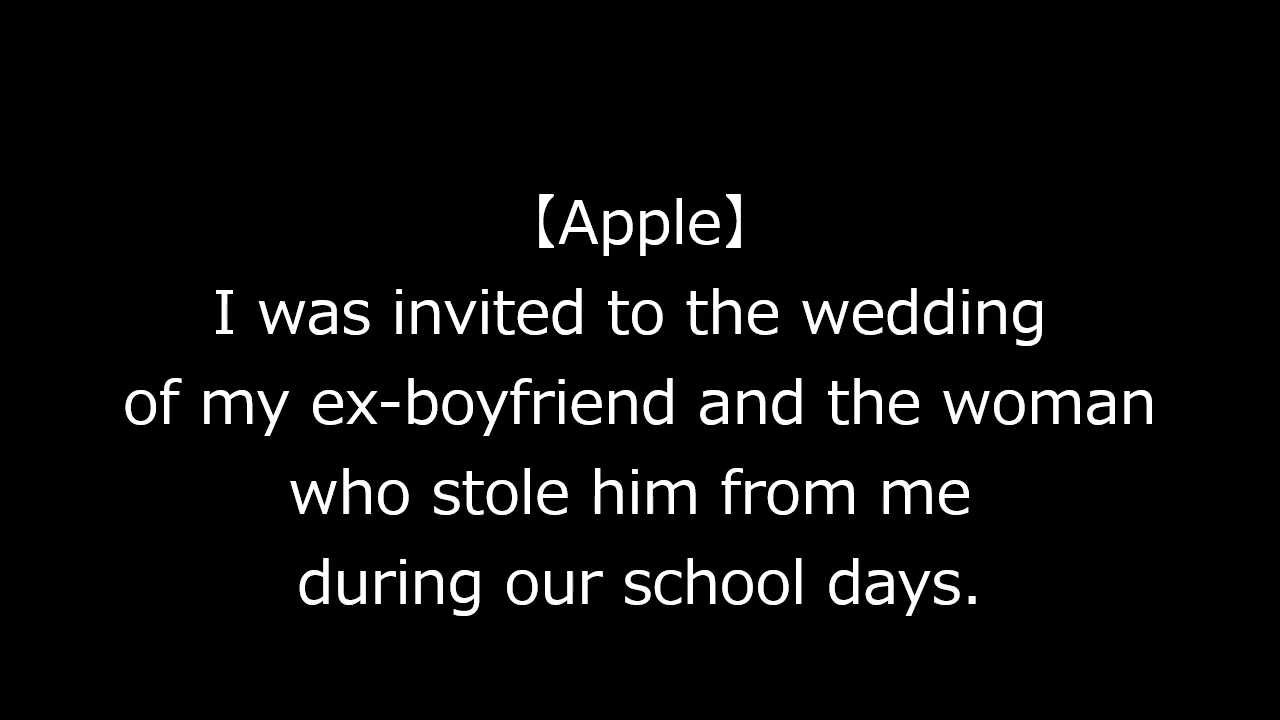 【Apple】
I was invited to the wedding
of my ex-boyfriend and the woman
who stole him from me
during our school days.